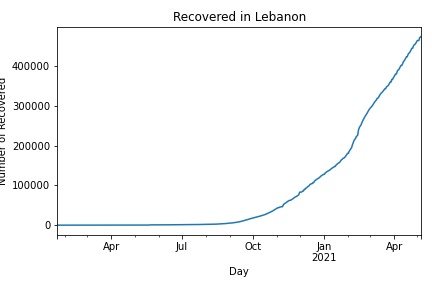 Recovered in Lebanon
Number of Recovered
400000
300000
200000
100000
0
Apr
Jul
Oct
Jan
2021
Apr
Day